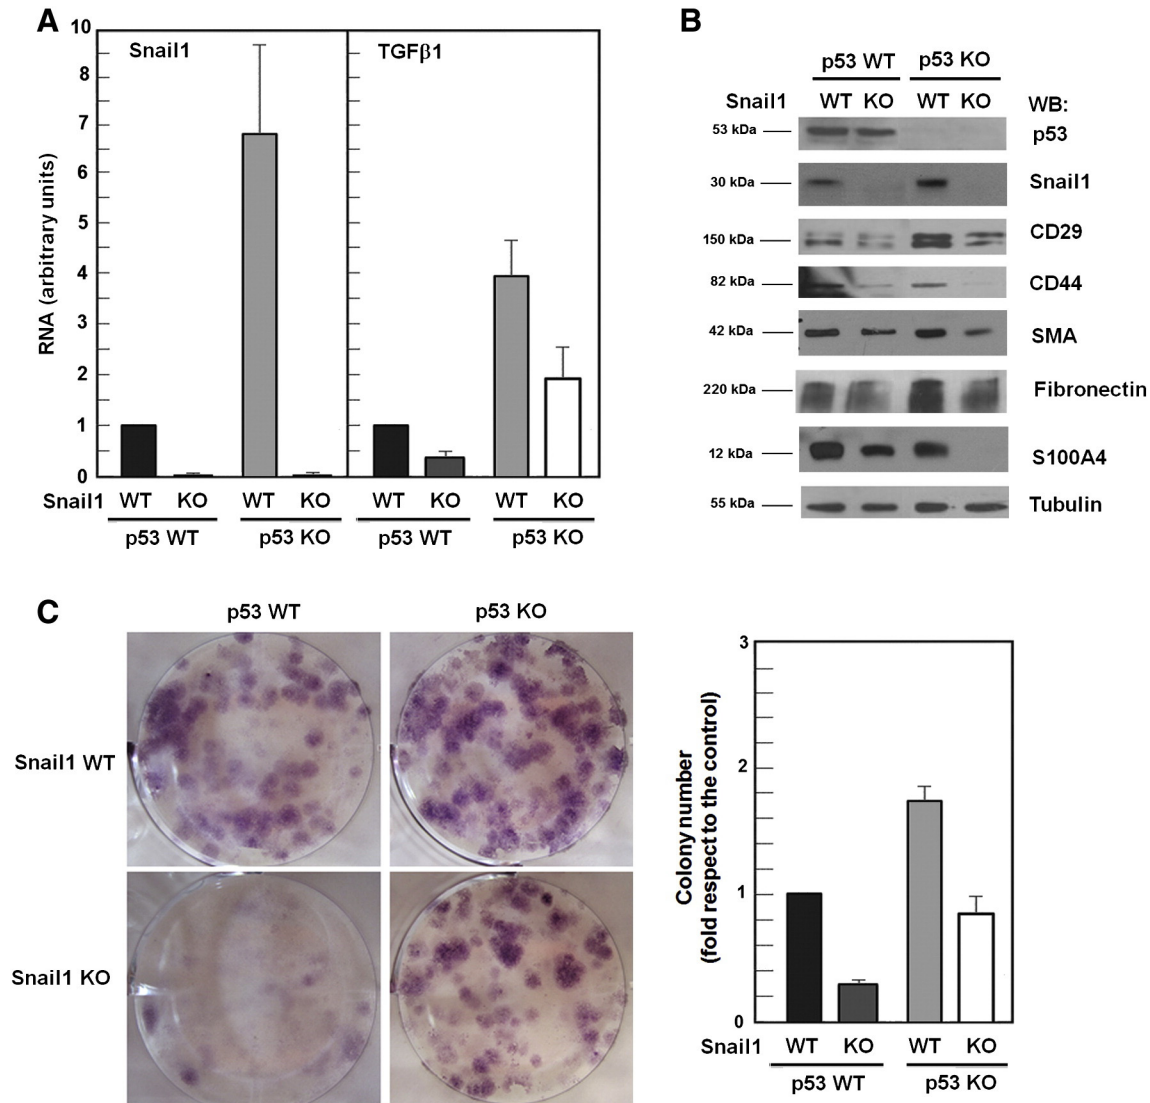 A
Snail1
TGFβ1
RNA (arbitrary units)
10
9
8
7
6
5
4
3
2
1
0
Snail1 WT KO WT KO WT KO WT KO
p53 WT p53 KO p53 WT p53 KO
B
p53 WT p53 KO
Snail1 WT KO WT KO WB:
53 kDa p53
30 kDa Snail1
150 kDa CD29
82 kDa CD44
42 kDa SMA
220 kDa Fibronectin
12 kDa S100A4
55 kDa Tubulin
C
p53 WT p53 KO
Snail1 WT
Snail1 KO
Colony number
(fold respect to the control)
3
2
1
0
Snail1 WT KO WT KO
p53 WT p53 KO